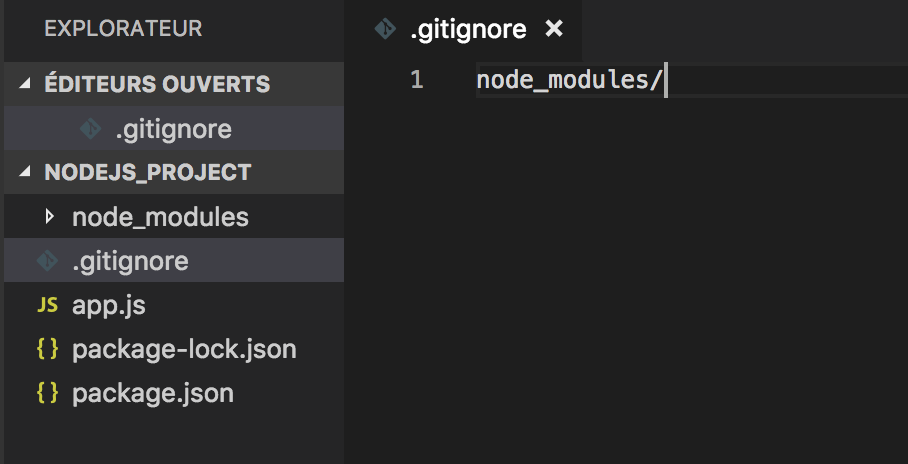 EXPLORATEUR
ÉDITEURS OUVERTS
.gitignore
NODEJS_PROJECT
node_modules
.gitignore
JS app.js
{ } package-lock.json
{ } package.json
.gitignore ×
1 node_modules/